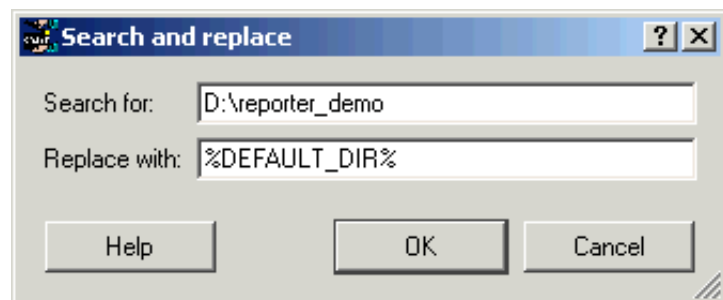 Search and replace
Search for: D:\reporter_demo
Replace with: %DEFAULT_DIR%
Help OK Cancel